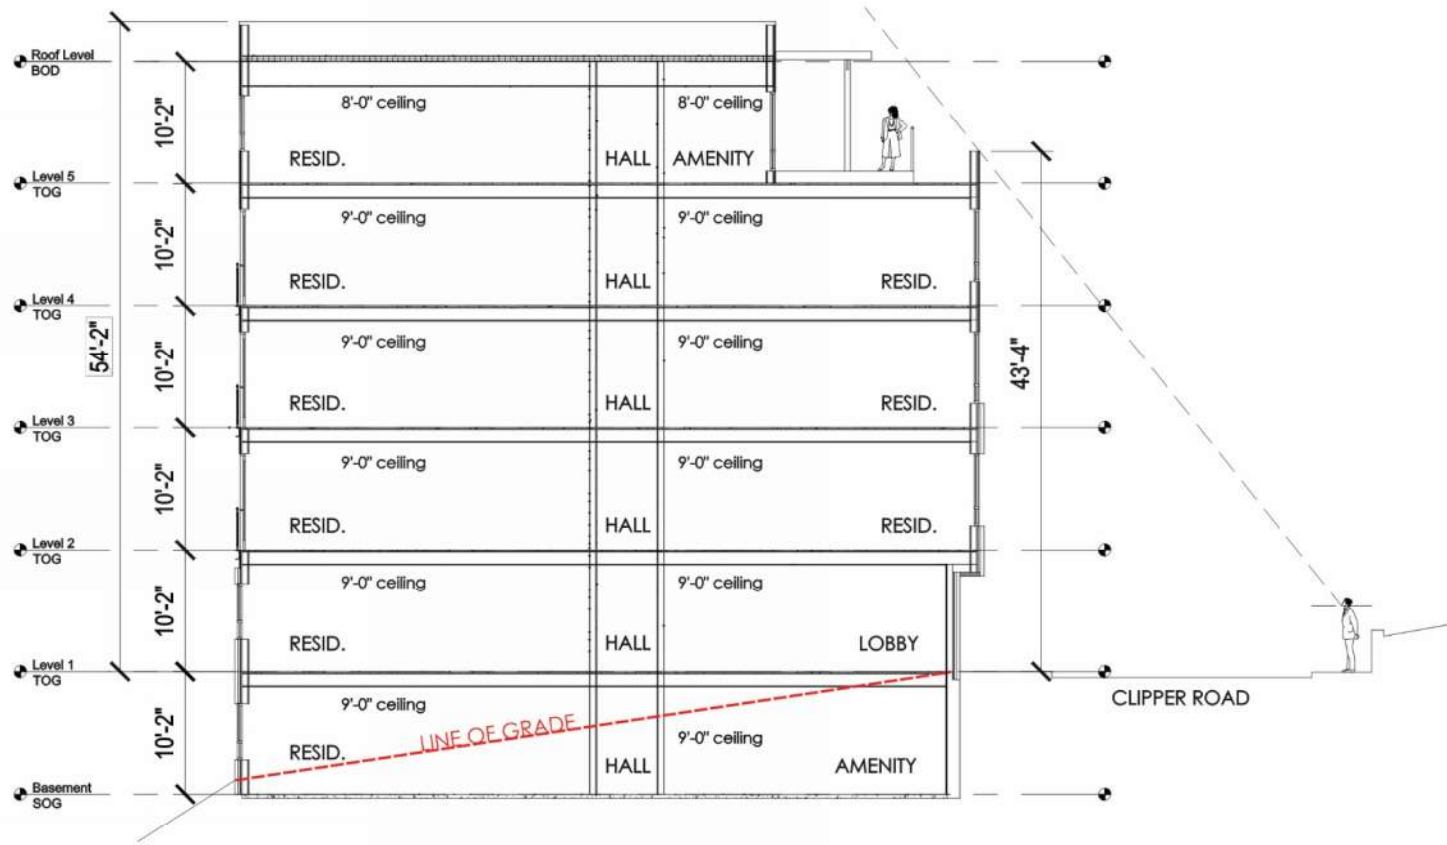 Roof Level
BOD
10'-2"
8'-0" ceiling
8'-0" ceiling
RESID.
HALL
AMENITY
Level 5
TOG
10'-2"
9'-0" ceiling
9'-0" ceiling
RESID.
HALL
RESID.
Level 4
TOG
54'-2"
10'-2"
9'-0" ceiling
9'-0" ceiling
43'-4"
RESID.
HALL
RESID.
Level 3
TOG
10'-2"
9'-0" ceiling
9'-0" ceiling
RESID.
HALL
RESID.
Level 2
TOG
10'-2"
9'-0" ceiling
9'-0" ceiling
RESID.
HALL
LOBBY
Level 1
TOG
CLIPPER ROAD
10'-2"
9'-0" ceiling
LINE OF GRADE
9'-0" ceiling
RESID.
HALL
AMENITY
Basement
SOG